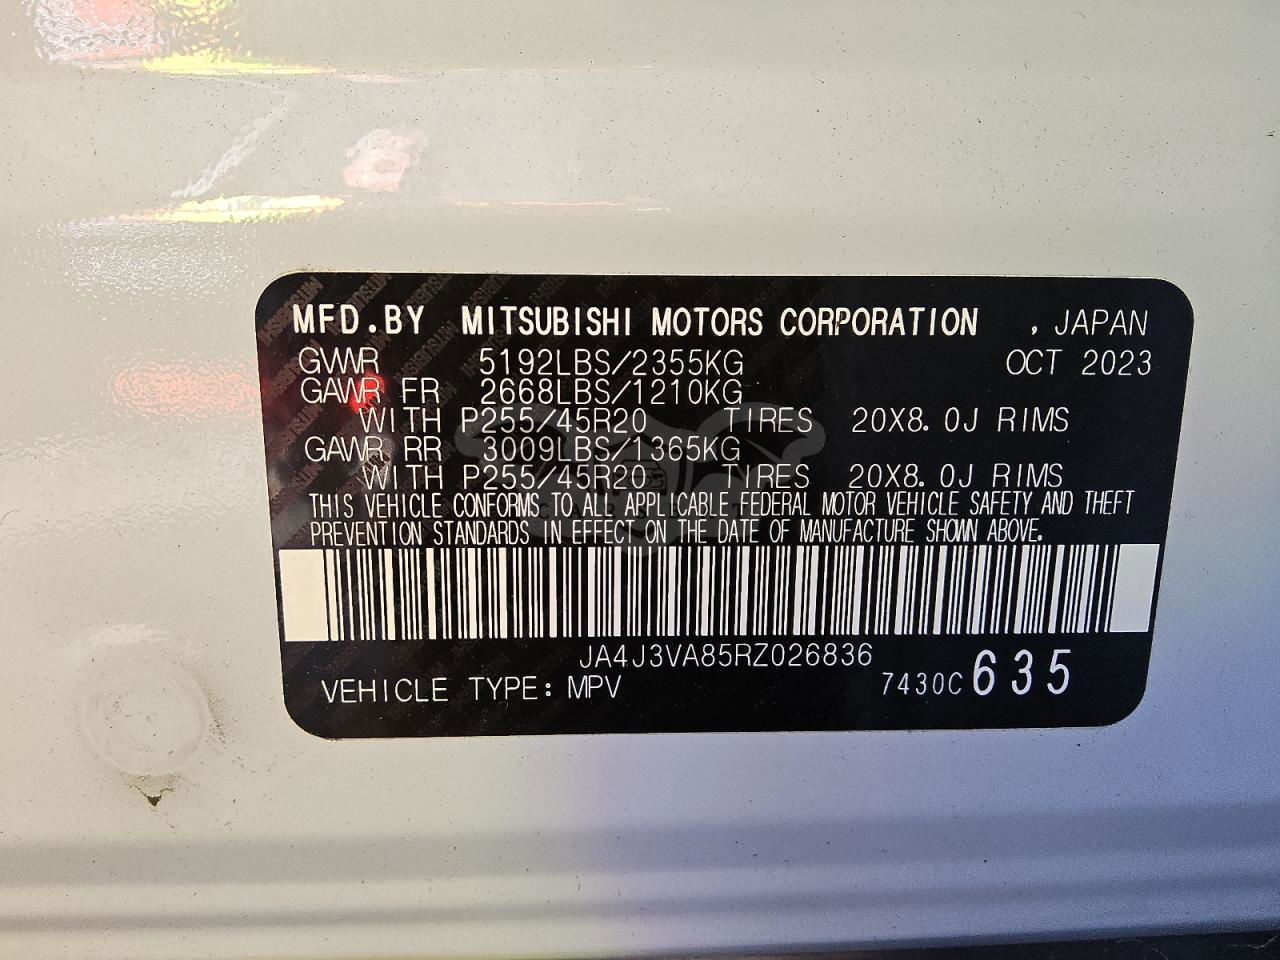 MFD.BY MITSUBISHI MOTORS CORPORATION , JAPAN
GVWR 5192LBS/2355KG OCT 2023
GAWR FR 2668LBS/1210KG
WITH P255/45R20 TIRES 20X8.0J RIMS
GAWR RR 3009LBS/1365KG
WITH P255/45R20 TIRES 20X8.0J RIMS
THIS VEHICLE CONFORMS TO ALL APPLICABLE FEDERAL MOTOR VEHICLE SAFETY AND THEFT
PREVENTION STANDARDS IN EFFECT ON THE DATE OF MANUFACTURE SHOWN ABOVE.
JA4J3VA85RZ026836
VEHICLE TYPE: MPV 7430C 635